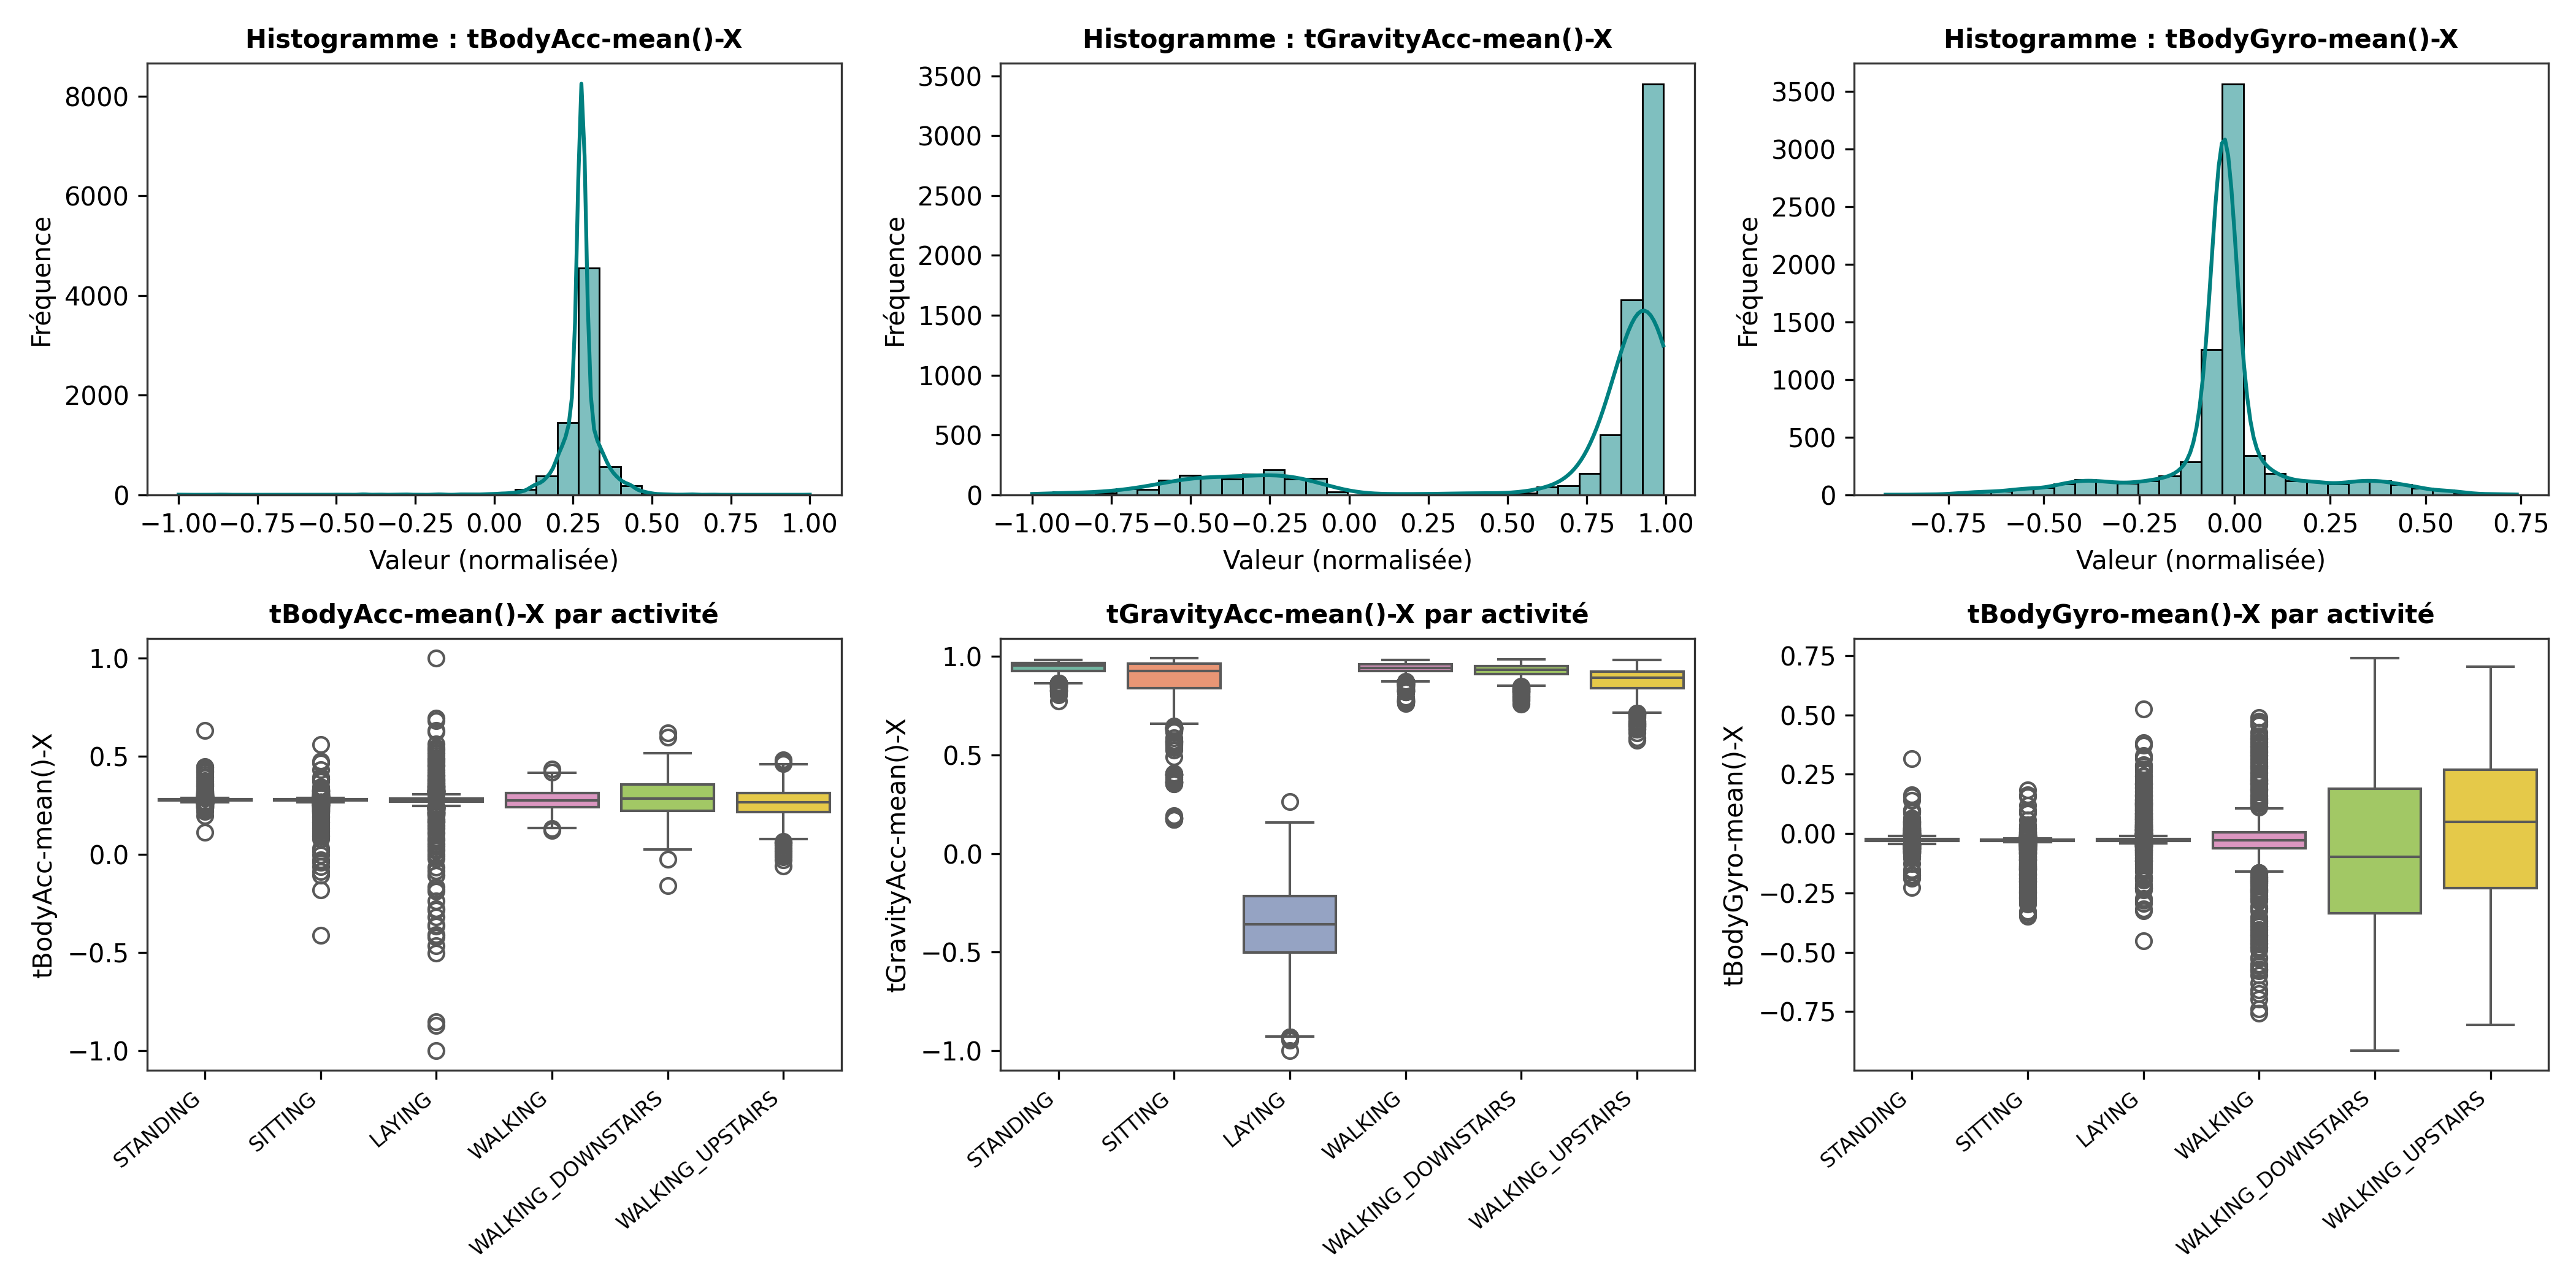 Histogramme : tBodyAcc-mean()-X
Fréquence
8000
6000
4000
2000
0
−1.00 −0.75 −0.50 −0.25 0.00 0.25 0.50 0.75 1.00
Valeur (normalisée)
Histogramme : tGravityAcc-mean()-X
Fréquence
3500
3000
2500
2000
1500
1000
500
0
−1.00 −0.75 −0.50 −0.25 0.00 0.25 0.50 0.75 1.00
Valeur (normalisée)
Histogramme : tBodyGyro-mean()-X
Fréquence
3500
3000
2500
2000
1500
1000
500
0
−0.75 −0.50 −0.25 0.00 0.25 0.50 0.75
Valeur (normalisée)
tBodyAcc-mean()-X par activité
tBodyAcc-mean()-X
1.0
0.5
0.0
−0.5
−1.0
STANDING
SITTING
LAYING
WALKING
WALKING_DOWNSTAIRS
WALKING_UPSTAIRS
tGravityAcc-mean()-X par activité
tGravityAcc-mean()-X
1.0
0.5
0.0
−0.5
−1.0
STANDING
SITTING
LAYING
WALKING
WALKING_DOWNSTAIRS
WALKING_UPSTAIRS
tBodyGyro-mean()-X par activité
tBodyGyro-mean()-X
0.75
0.50
0.25
0.00
−0.25
−0.50
−0.75
STANDING
SITTING
LAYING
WALKING
WALKING_DOWNSTAIRS
WALKING_UPSTAIRS